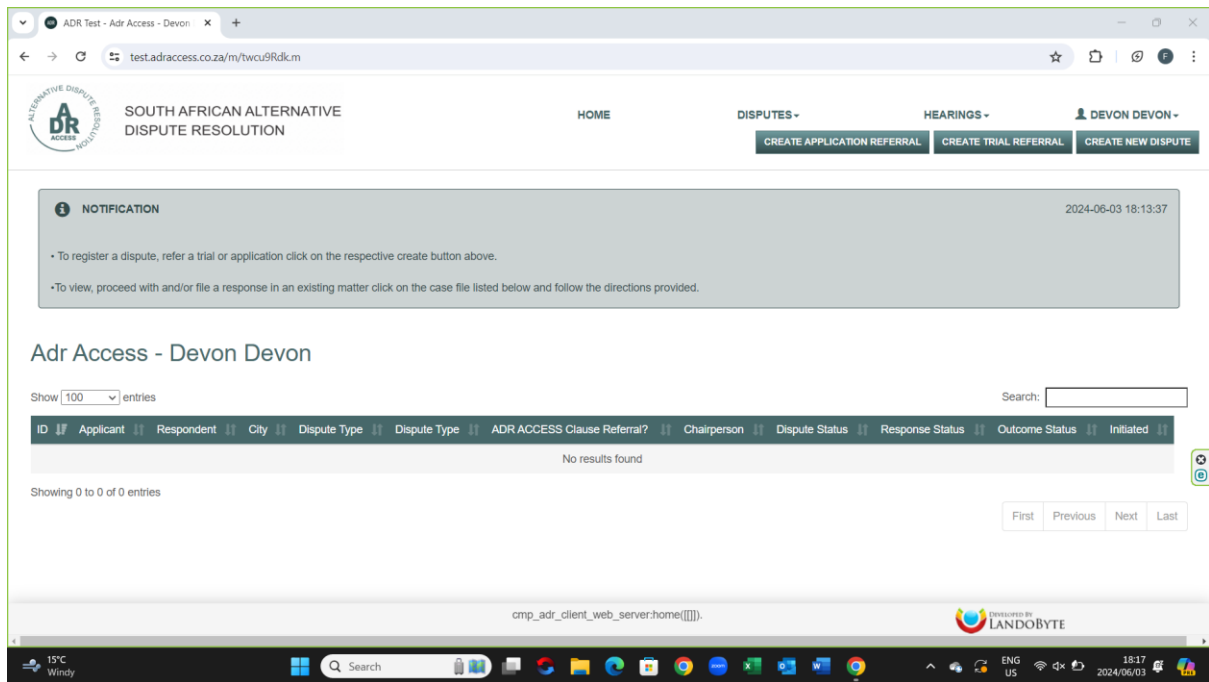 ADR Test - Adr Access - Devon
test.adraccess.co.za/m/twcu9Rdk.m
F
ALTERNATIVE DISPUTE RESOLUTION
ADR
ACCESS
SOUTH AFRICAN ALTERNATIVE
DISPUTE RESOLUTION
HOME DISPUTES HEARINGS DEVON DEVON
CREATE APPLICATION REFERRAL CREATE TRIAL REFERRAL CREATE NEW DISPUTE
NOTIFICATION 2024-06-03 18:13:37
• To register a dispute, refer a trial or application click on the respective create button above.
•To view, proceed with and/or file a response in an existing matter click on the case file listed below and follow the directions provided.
Adr Access - Devon Devon
Show 100 entries Search:
ID Applicant Respondent City Dispute Type Dispute Type ADR ACCESS Clause Referral? Chairperson Dispute Status Response Status Outcome Status Initiated
No results found
Showing 0 to 0 of 0 entries
First Previous Next Last
cmp_adr_client_web_server:home([[]]).
DEVELOPED BY
LANDOBYTE
15°C
Windy
Search
zoom
ENG
US
18:17
2024/06/03